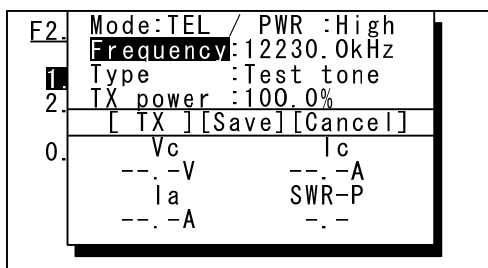 F2.
Mode:TEL / PWR :High
Frequency:12230.0kHz
1.
Type :Test tone
2.
TX power :100.0%
[ TX ][Save][Cancel]
0.
Vc Ic
--.-V --.-A
Ia SWR-P
--.-A -.-